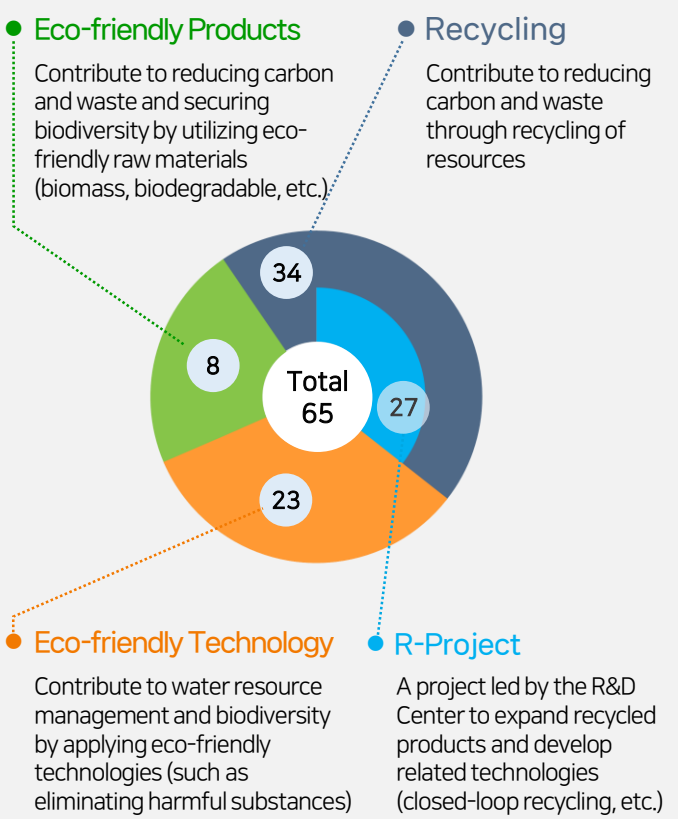 Eco-friendly Products
Contribute to reducing carbon
and waste and securing
biodiversity by utilizing eco-
friendly raw materials
(biomass, biodegradable, etc.)
Recycling
Contribute to reducing
carbon and waste
through recycling of
resources
34
8
Total
65
27
23
Eco-friendly Technology
Contribute to water resource
management and biodiversity
by applying eco-friendly
technologies (such as
eliminating harmful substances)
R-Project
A project led by the R&D
Center to expand recycled
products and develop
related technologies
(closed-loop recycling, etc.)